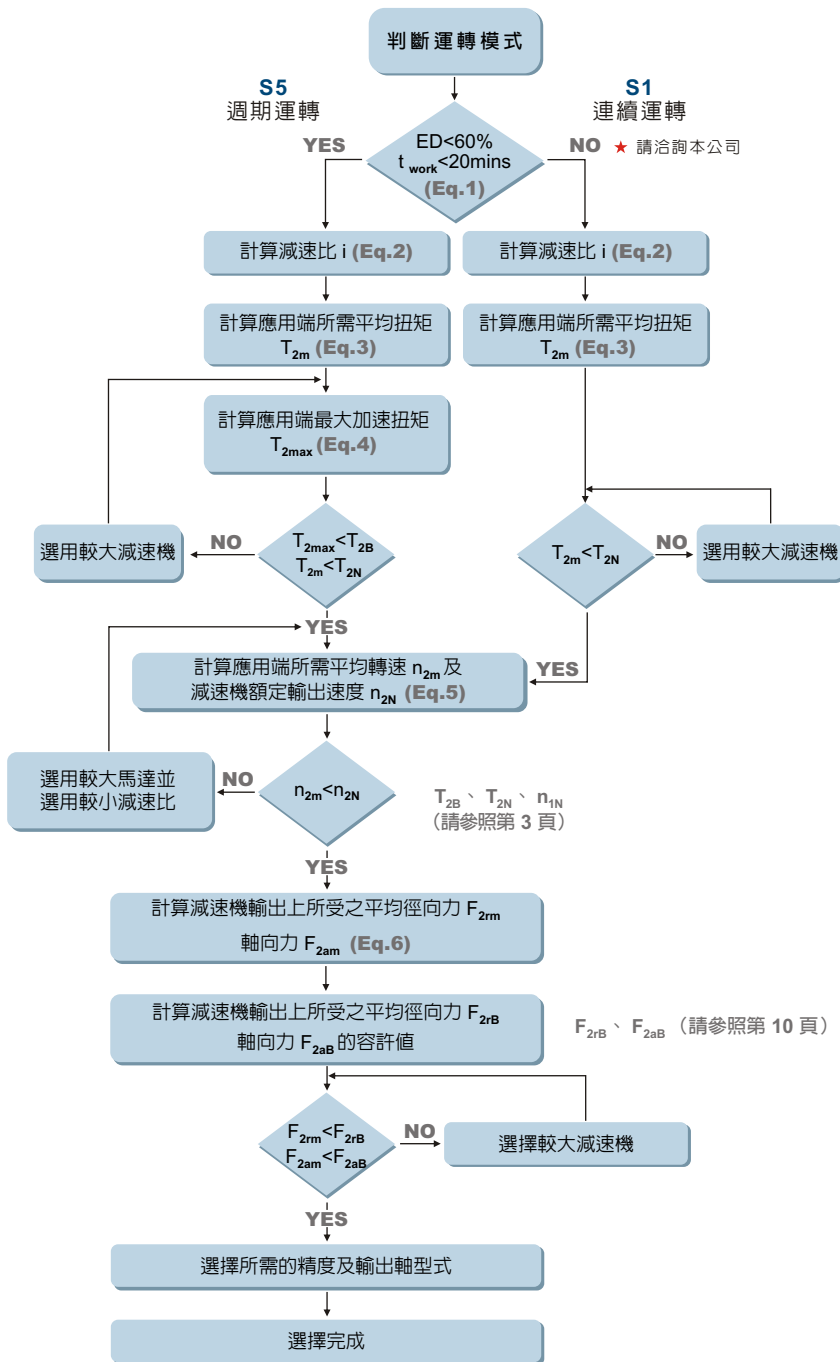 判斷運轉模式
S5
週期運轉
S1
連續運轉
YES
ED<60%
t work<20mins
(Eq.1)
NO ★ 請洽詢本公司
計算減速比 i (Eq.2)
計算減速比 i (Eq.2)
計算應用端所需平均扭矩
T2m (Eq.3)
計算應用端所需平均扭矩
T2m (Eq.3)
計算應用端最大加速扭矩
T2max (Eq.4)
選用較大減速機
NO
T2max<T2B
T2m<T2N
T2m<T2N
NO
選用較大減速機
YES
計算應用端所需平均轉速 n2m 及
減速機額定輸出速度 n2N (Eq.5)
YES
選用較大馬達並
選用較小減速比
NO
n2m<n2N
T2B、 T2N、 n1N
（請參照第 3 頁）
YES
計算減速機輸出上所受之平均徑向力 F2rm
軸向力 F2am (Eq.6)
計算減速機輸出上所受之平均徑向力 F2rB
軸向力 F2aB 的容許值
F2rB、 F2aB （請參照第 10 頁）
F2rm<F2rB
F2am<F2aB
NO
選擇較大減速機
YES
選擇所需的精度及輸出軸型式
選擇完成